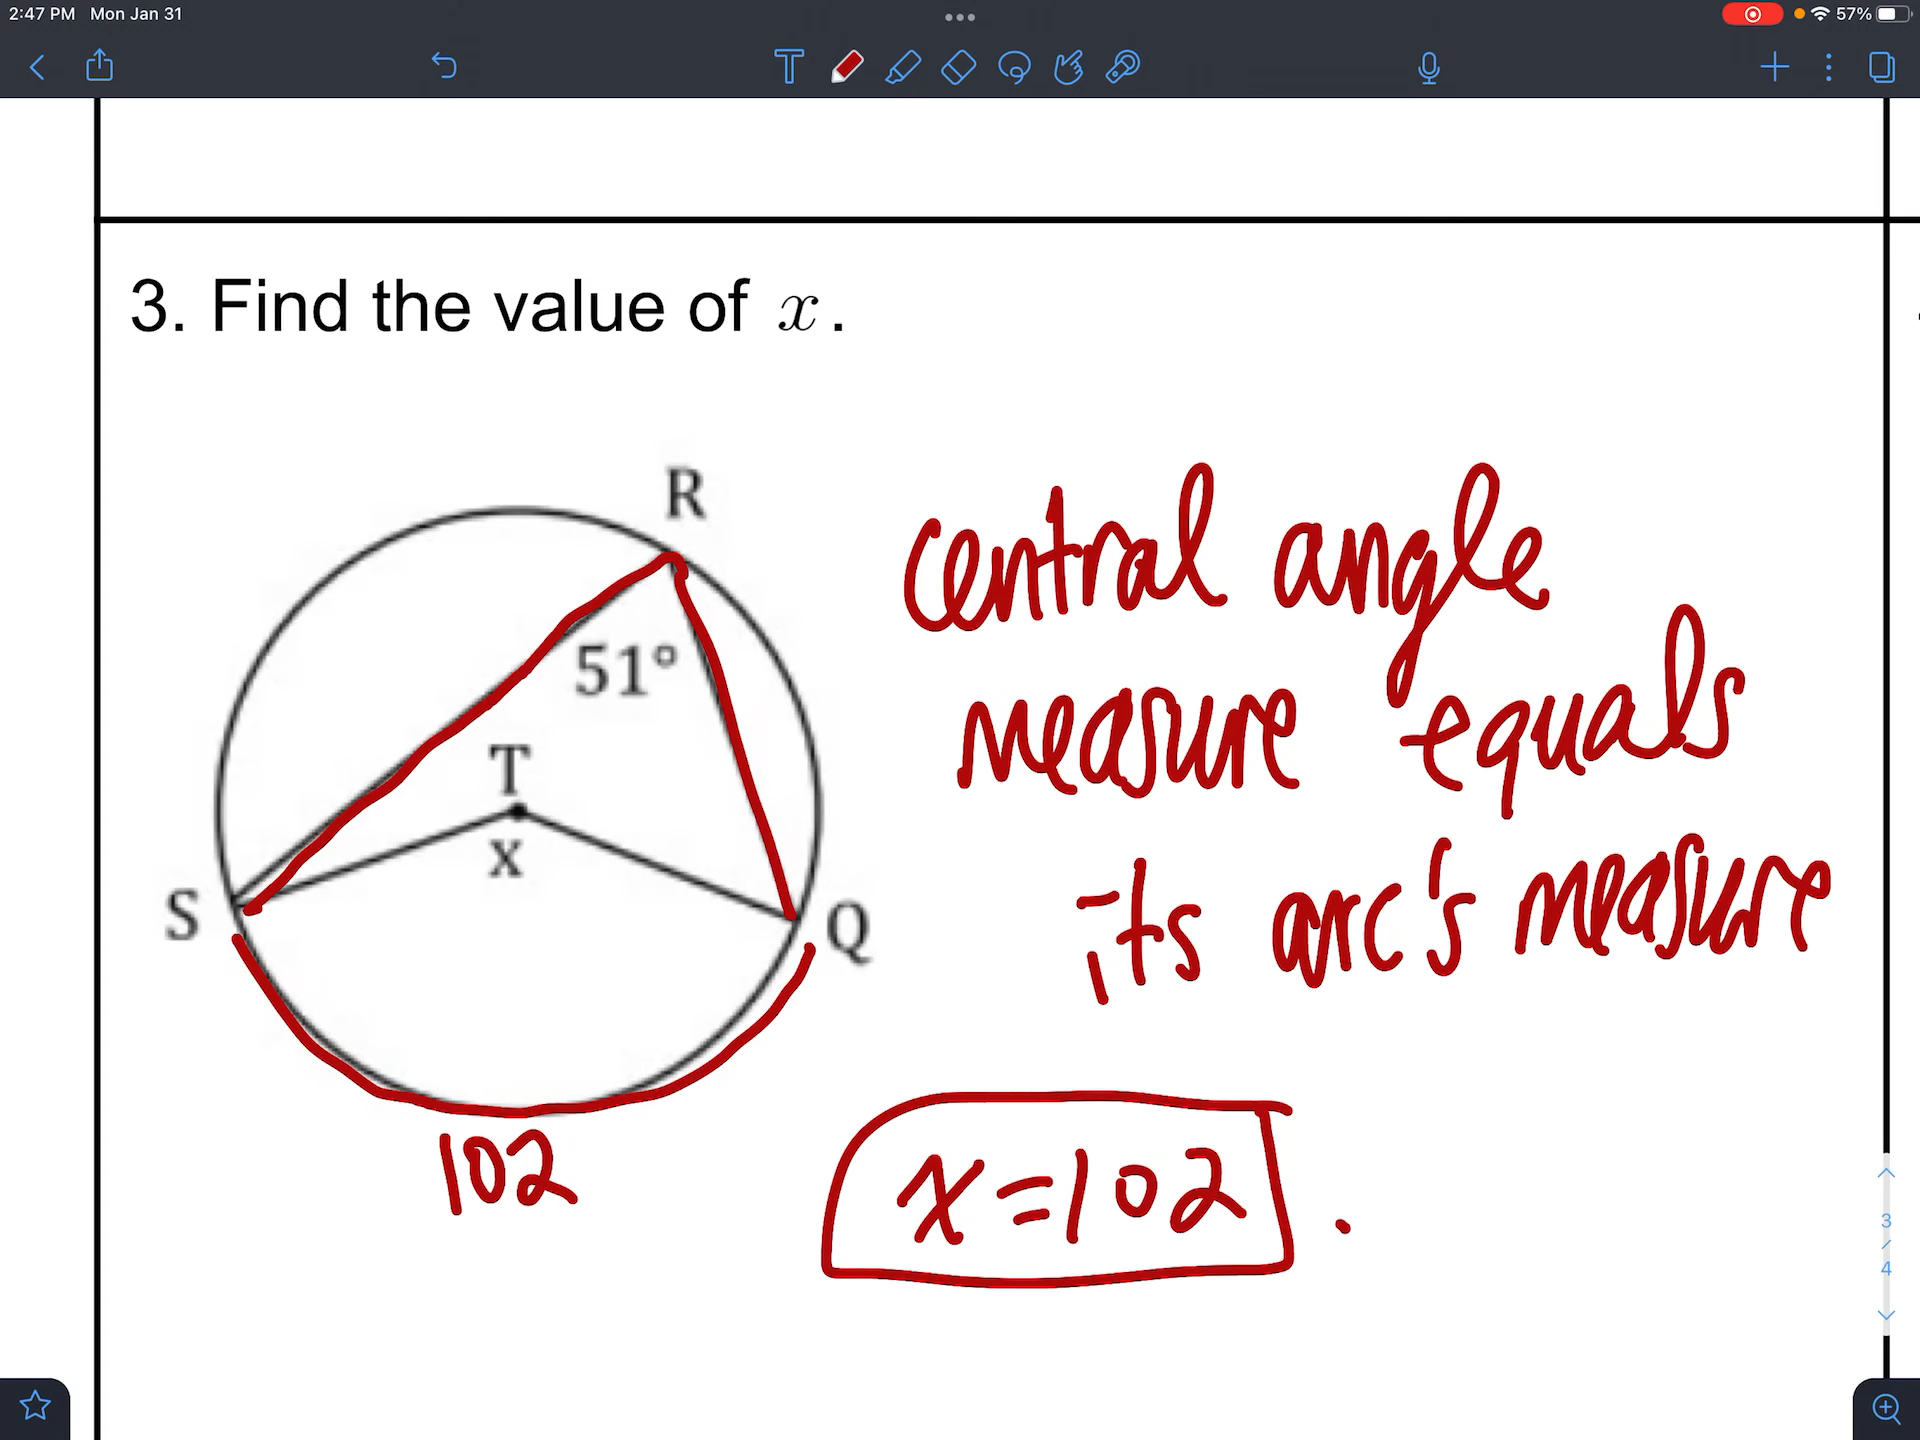 2:47 PM Mon Jan 31
57%
3. Find the value of x.
R
51°
T
x
S
Q
102
central angle
measure equals
its arc's measure
x=102.
3
/
4